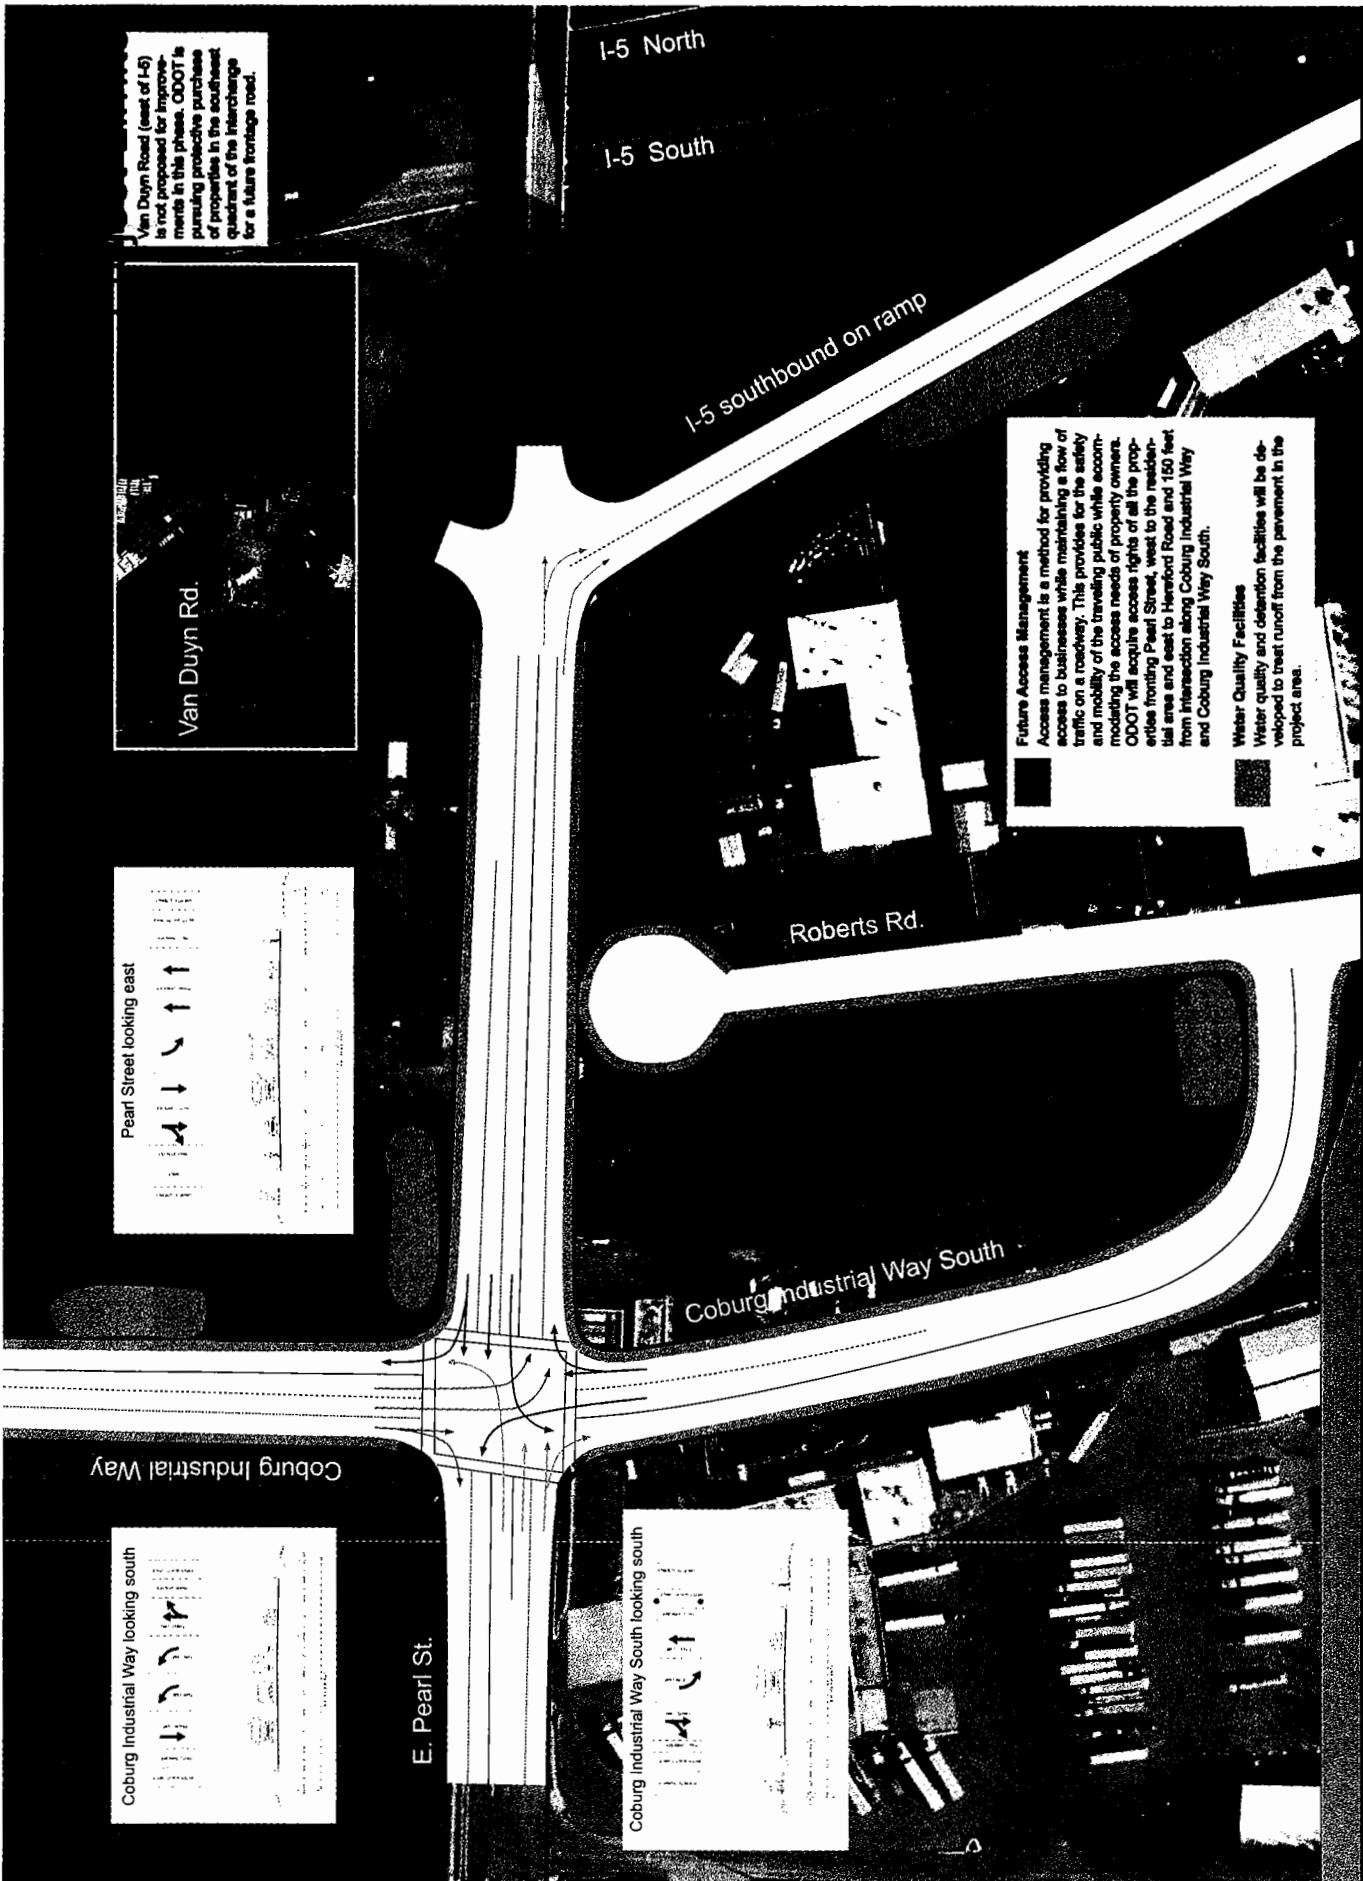 Van Duyn Road (east of I-5)
is not proposed for improve-
ments in this phase. ODOT is
pursuing protective purchase
of properties in the southeast
quadrant of the interchange
for a future frontage road.
I-5 North
I-5 South
Van Duyn Rd.
I-5 southbound on ramp
Pearl Street looking east
Future Access Management
Access management is a method for providing
access to businesses while maintaining a flow of
traffic on a roadway. This provides for the safety
and mobility of the traveling public while accom-
modating the access needs of property owners.
ODOT will acquire access rights of all the prop-
erties fronting Pearl Street, west to the residen-
tial area and east to Hereford Road and 150 feet
from intersection along Coburg Industrial Way
and Coburg Industrial Way South.
Water Quality Facilities
Water quality and detention facilities will be de-
veloped to treat runoff from the pavement in the
project area.
Roberts Rd.
Coburg Industrial Way South
Coburg Industrial Way
Coburg Industrial Way looking south
E. Pearl St.
Coburg Industrial Way South looking south